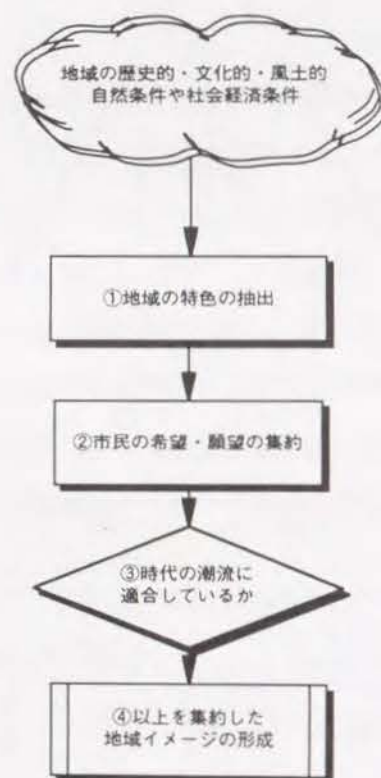 地域の歴史的・文化的・風土的
自然条件や社会経済条件
①地域の特色の抽出
②市民の希望・願望の集約
③時代の潮流に
適合しているか
④以上を集約した
地域イメージの形成